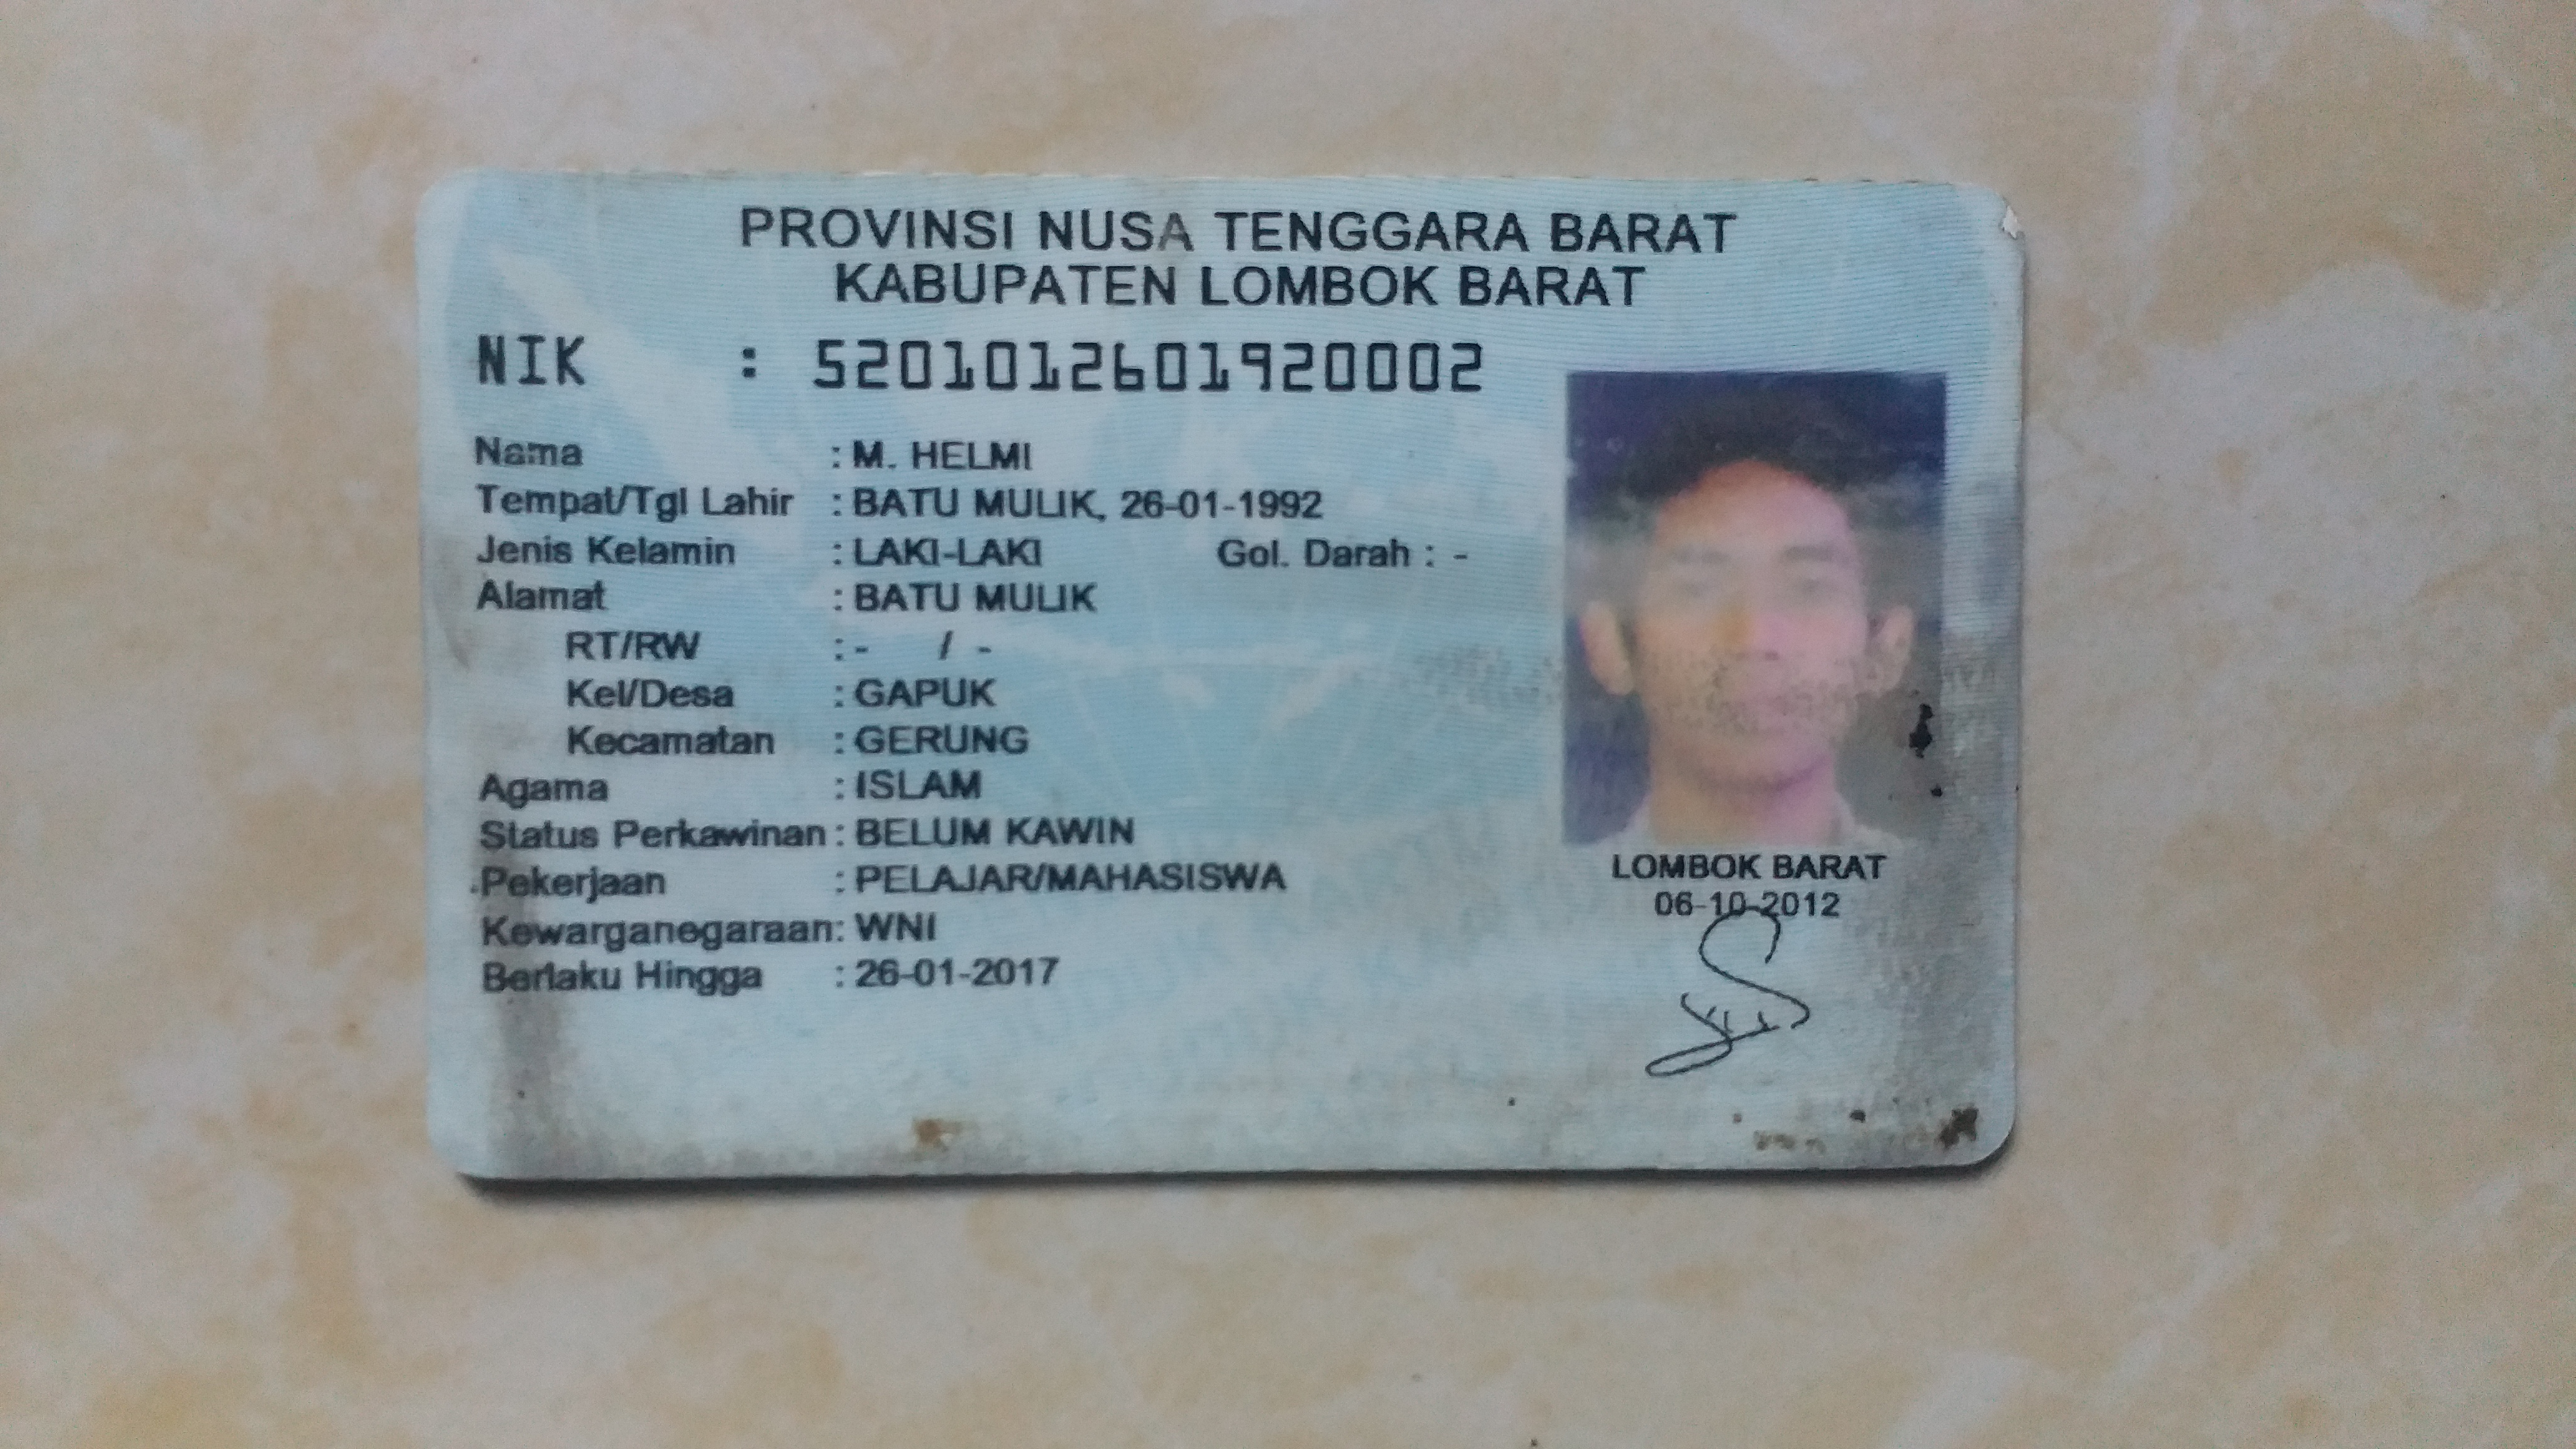 PROVINSI NUSA TENGGARA BARAT
KABUPATEN LOMBOK BARAT
NIK : 5201012601920002
Nama : M. HELMI
Tempat/Tgl Lahir : BATU MULIK, 26-01-1992
Jenis Kelamin : LAKI-LAKI Gol. Darah : -
Alamat : BATU MULIK
RT/RW : - / -
Kel/Desa : GAPUK
Kecamatan : GERUNG
Agama : ISLAM
Status Perkawinan : BELUM KAWIN
Pekerjaan : PELAJAR/MAHASISWA
Kewarganegaraan : WNI
Berlaku Hingga : 26-01-2017
LOMBOK BARAT
06-10-2012